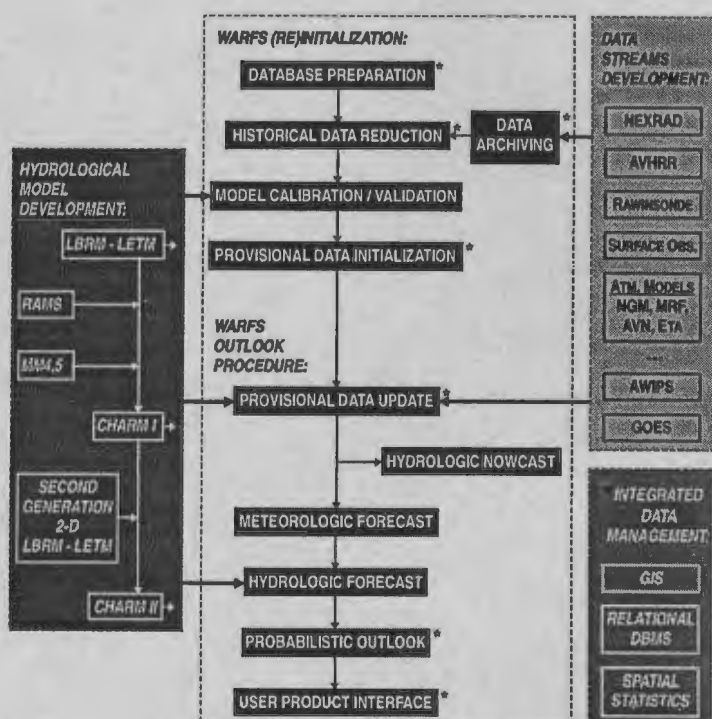 WARFS (RE)INITIALIZATION:
DATABASE PREPARATION *
HISTORICAL DATA REDUCTION *
DATA *
ARCHIVING
MODEL CALIBRATION / VALIDATION
PROVISIONAL DATA INITIALIZATION *
WARFS
OUTLOOK
PROCEDURE:
PROVISIONAL DATA UPDATE *
HYDROLOGIC NOWCAST
METEOROLOGIC FORECAST
HYDROLOGIC FORECAST
PROBABILISTIC OUTLOOK *
USER PRODUCT INTERFACE *
HYDROLOGICAL
MODEL
DEVELOPMENT:
LBRM - LETM
RAMS
MM4,5
CHARM I
SECOND
GENERATION
2-D
LBRM - LETM
CHARM II
DATA
STREAMS
DEVELOPMENT:
NEXRAD
AVHRR
RAWINSONDE
SURFACE OBS.
ATM. MODELS
NGM, MRF,
AVN, ETA
....
AWIPS
GOES
INTEGRATED
DATA
MANAGEMENT:
GIS
RELATIONAL
DBMS
SPATIAL
STATISTICS